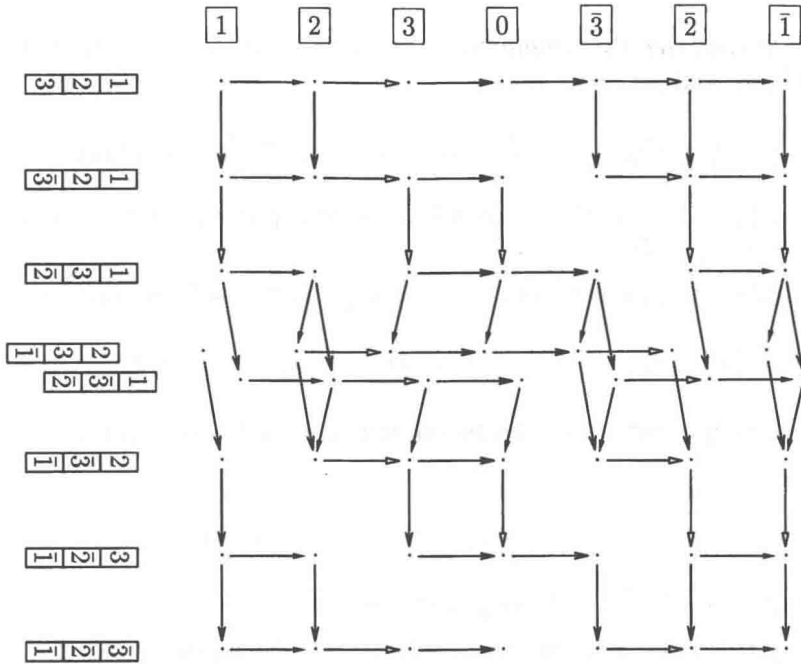 1 2 3 0 3̄ 2̄ 1̄
3 2 1
3̄ 2 1
2̄ 3 1
1̄ 3 2
2̄ 3̄ 1
1̄ 3̄ 2
1̄ 2̄ 3
1̄ 2̄ 3̄